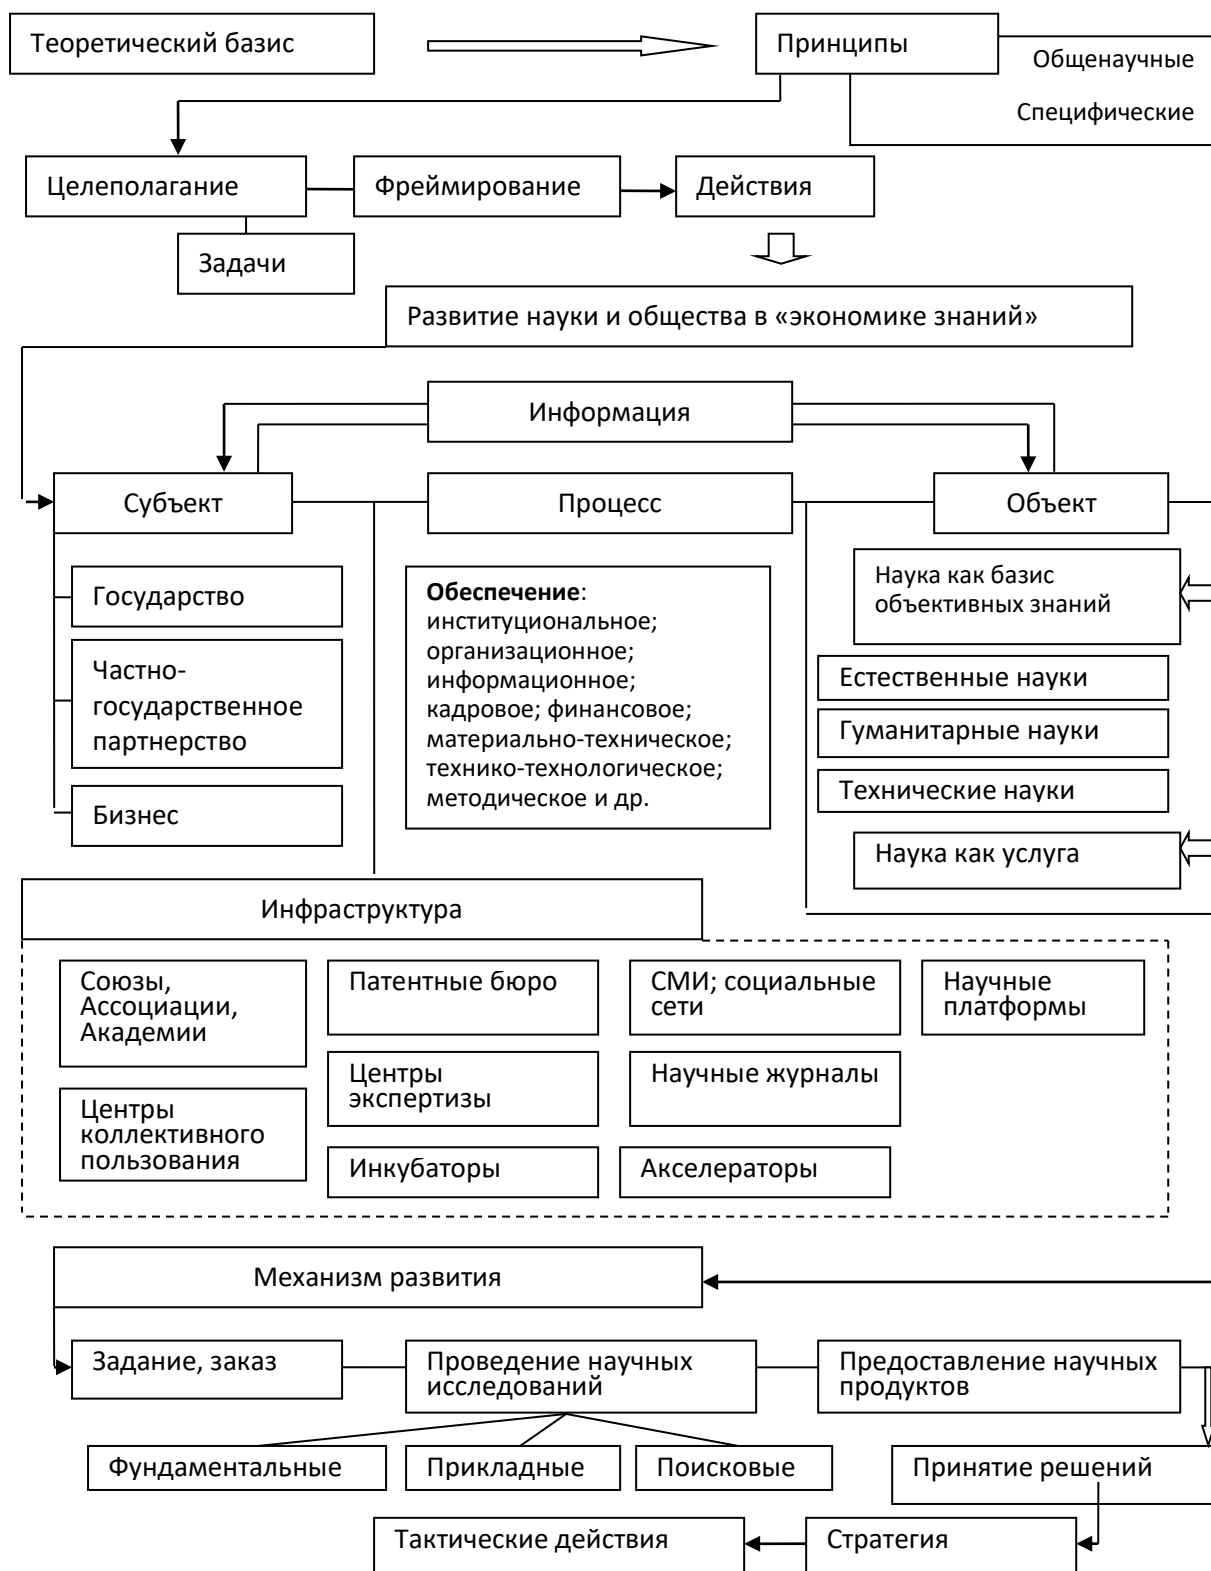 Теоретический базис
Принципы
Общенаучные
Специфические
Целеполагание
Фреймирование
Действия
Задачи
Развитие науки и общества в «экономике знаний»
Информация
Субъект
Процесс
Объект
Государство
Частно-
государственное
партнерство
Бизнес
Обеспечение:
институциональное;
организационное;
информационное;
кадровое; финансовое;
материально-техническое;
технико-технологическое;
методическое и др.
Наука как базис
объективных знаний
Естественные науки
Гуманитарные науки
Технические науки
Наука как услуга
Инфраструктура
Союзы,
Ассоциации,
Академии
Патентные бюро
СМИ; социальные
сети
Научные
платформы
Центры
коллективного
пользования
Центры
экспертизы
Научные журналы
Инкубаторы
Акселераторы
Механизм развития
Задание, заказ
Проведение научных
исследований
Предоставление научных
продуктов
Фундаментальные
Прикладные
Поисковые
Принятие решений
Тактические действия
Стратегия